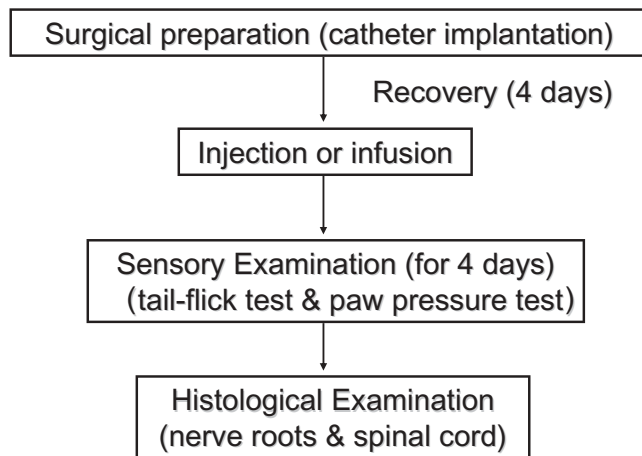 Surgical preparation (catheter implantation)
Recovery (4 days)
Injection or infusion
Sensory Examination (for 4 days)
(tail-flick test & paw pressure test)
Histological Examination
(nerve roots & spinal cord)